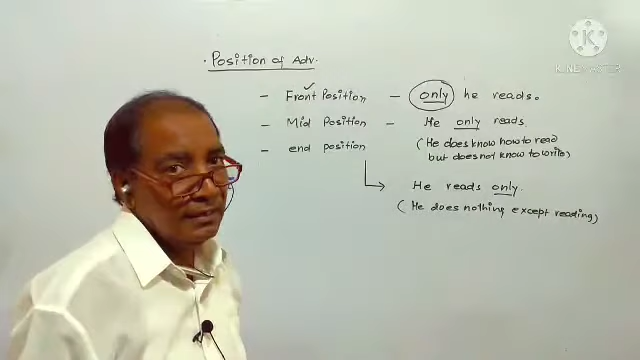 Position of Adv.
- Front Position - only he reads.
- Mid Position - He only reads.
- end position (He does know how to read
but does not know to write)
He reads only.
(He does nothing except reading)
KINEMASTER